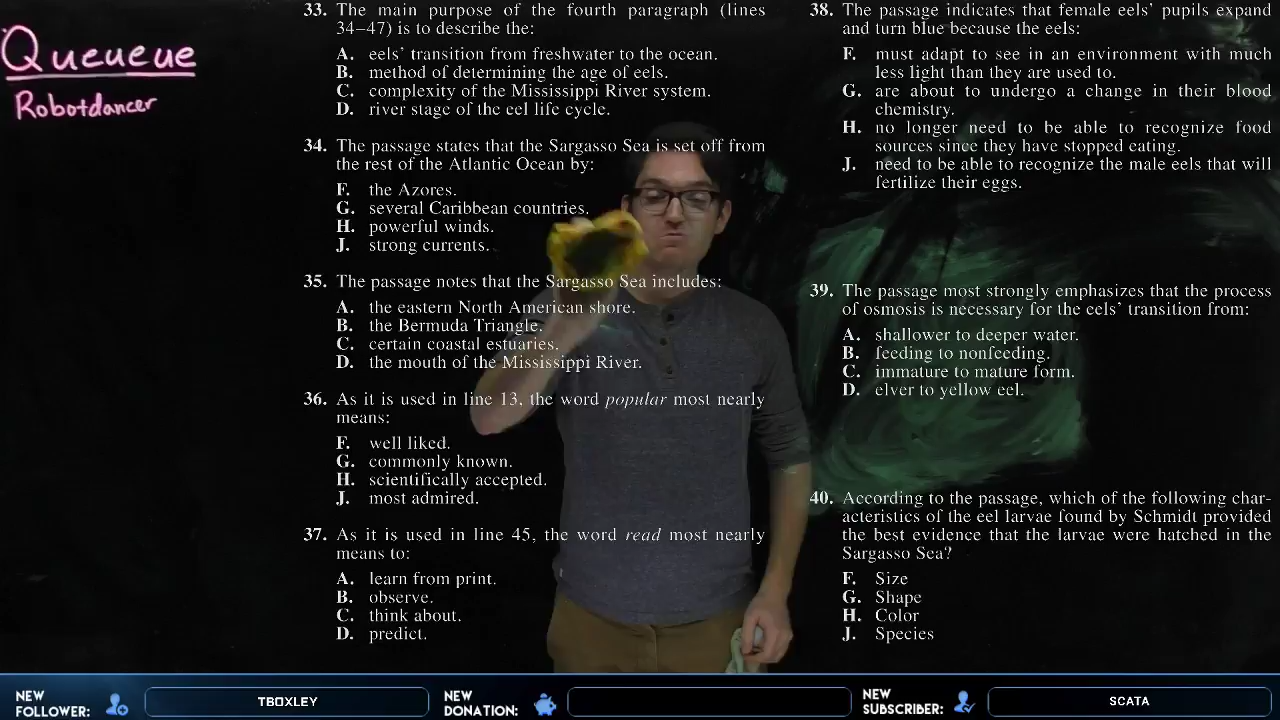 Queueue
Robotdancer
33. The main purpose of the fourth paragraph (lines
34–47) is to describe the:
A. eels' transition from freshwater to the ocean.
B. method of determining the age of eels.
C. complexity of the Mississippi River system.
D. river stage of the eel life cycle.
34. The passage states that the Sargasso Sea is set off from
the rest of the Atlantic Ocean by:
F. the Azores.
G. several Caribbean countries.
H. powerful winds.
J. strong currents.
35. The passage notes that the Sargasso Sea includes:
A. the eastern North American shore.
B. the Bermuda Triangle.
C. certain coastal estuaries.
D. the mouth of the Mississippi River.
36. As it is used in line 13, the word popular most nearly
means:
F. well liked.
G. commonly known.
H. scientifically accepted.
J. most admired.
37. As it is used in line 45, the word read most nearly
means to:
A. learn from print.
B. observe.
C. think about.
D. predict.
38. The passage indicates that female eels' pupils expand
and turn blue because the eels:
F. must adapt to see in an environment with much
less light than they are used to.
G. are about to undergo a change in their blood
chemistry.
H. no longer need to be able to recognize food
sources since they have stopped eating.
J. need to be able to recognize the male eels that will
fertilize their eggs.
39. The passage most strongly emphasizes that the process
of osmosis is necessary for the eels' transition from:
A. shallower to deeper water.
B. feeding to nonfeeding.
C. immature to mature form.
D. elver to yellow eel.
40. According to the passage, which of the following char-
acteristics of the eel larvae found by Schmidt provided
the best evidence that the larvae were hatched in the
Sargasso Sea?
F. Size
G. Shape
H. Color
J. Species
NEW
FOLLOWER:
TBOXLEY
NEW
DONATION:
NEW
SUBSCRIBER:
SCATA